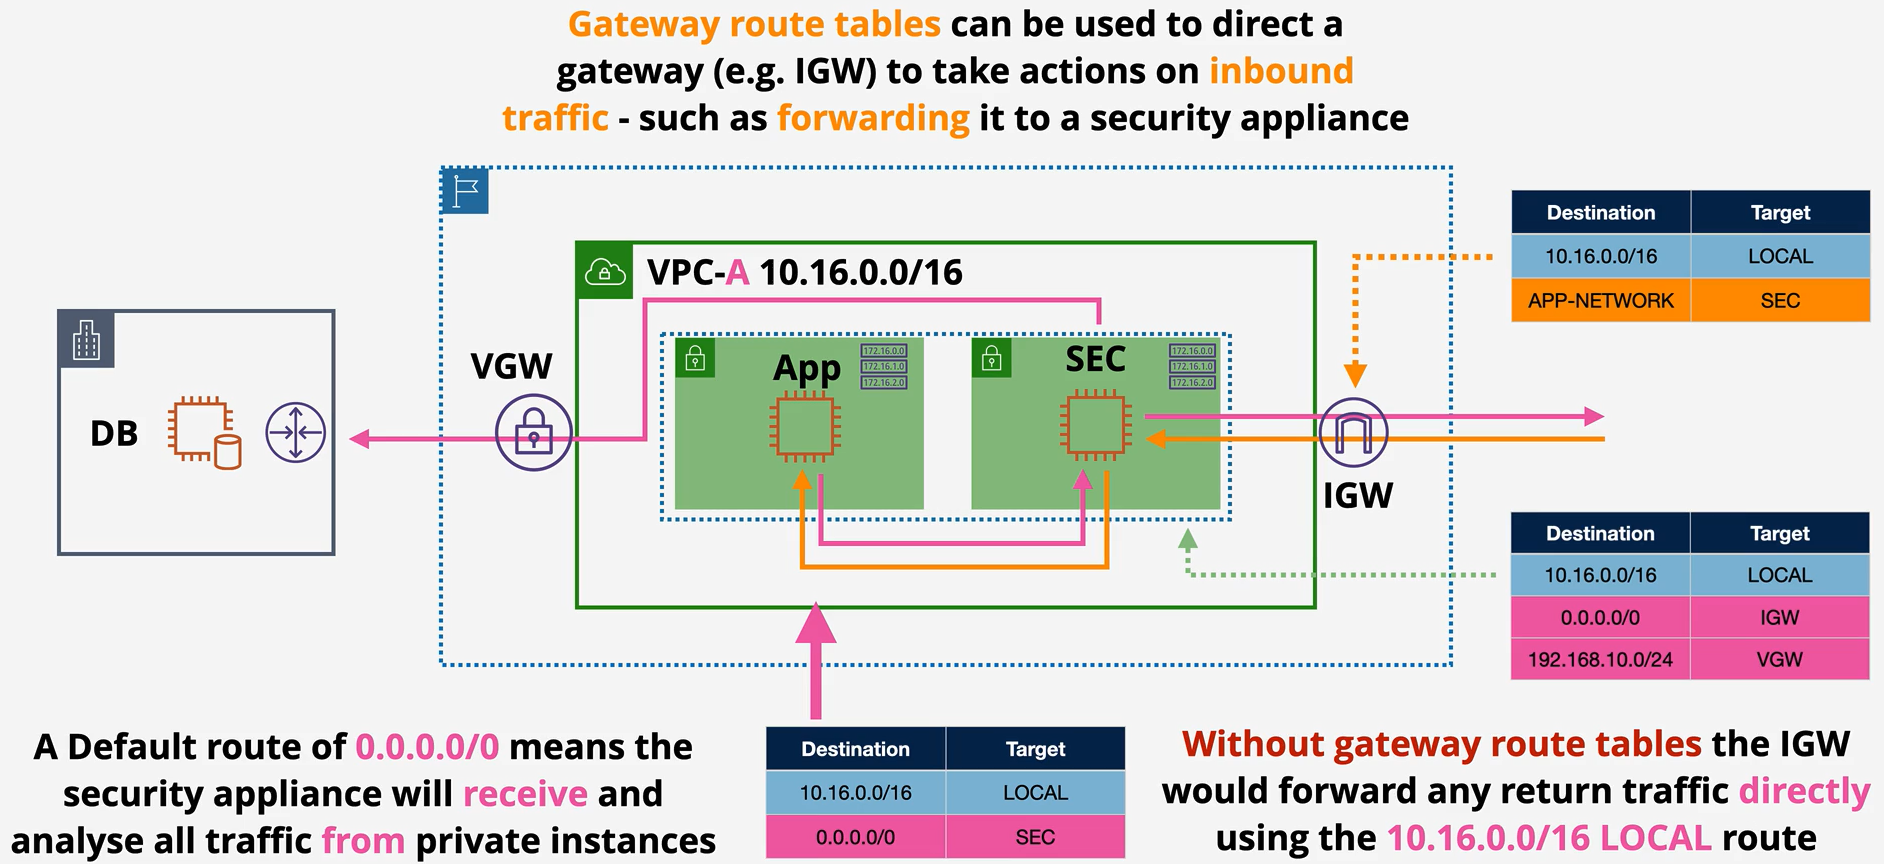 Gateway route tables can be used to direct a
gateway (e.g. IGW) to take actions on inbound
traffic - such as forwarding it to a security appliance
Destination Target
10.16.0.0/16 LOCAL
APP-NETWORK SEC
VPC-A 10.16.0.0/16
VGW
App
172.16.0.0
172.16.1.0
172.16.2.0
SEC
172.16.0.0
172.16.1.0
172.16.2.0
DB
IGW
Destination Target
10.16.0.0/16 LOCAL
0.0.0.0/0 IGW
192.168.10.0/24 VGW
A Default route of 0.0.0.0/0 means the
security appliance will receive and
analyse all traffic from private instances
Destination Target
10.16.0.0/16 LOCAL
0.0.0.0/0 SEC
Without gateway route tables the IGW
would forward any return traffic directly
using the 10.16.0.0/16 LOCAL route